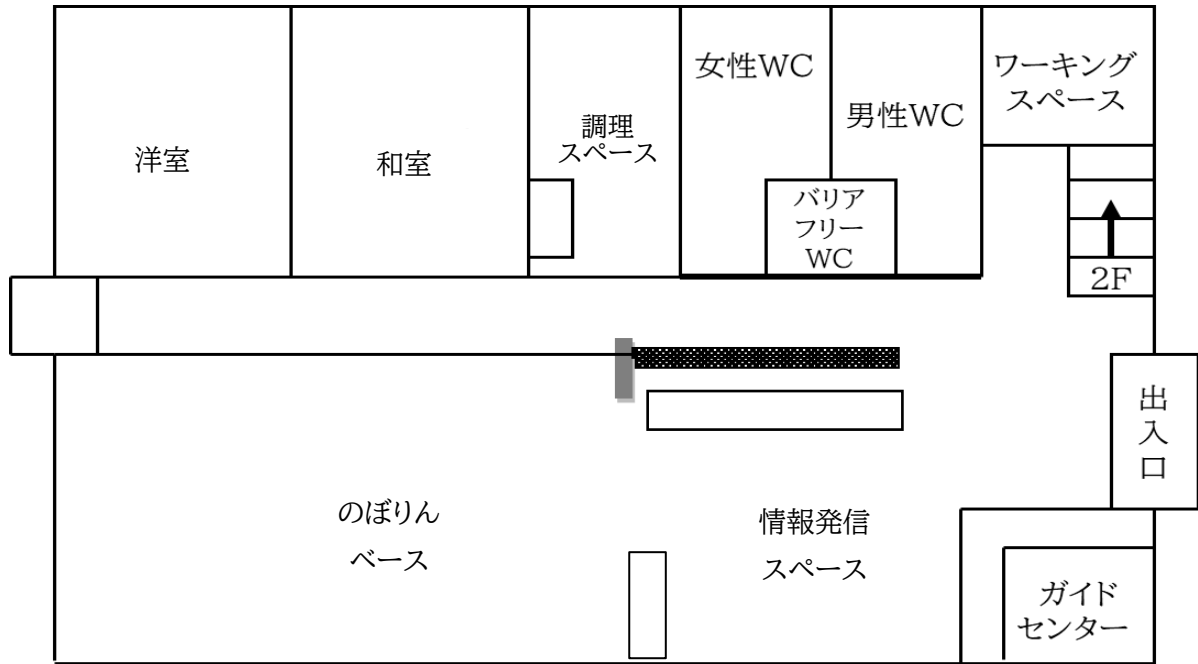 洋室
和室
調理
スペース
女性WC
男性WC
バリア
フリー
WC
ワーキング
スペース
2F
出
入
口
のぼりん
ベース
情報発信
スペース
ガイド
センター